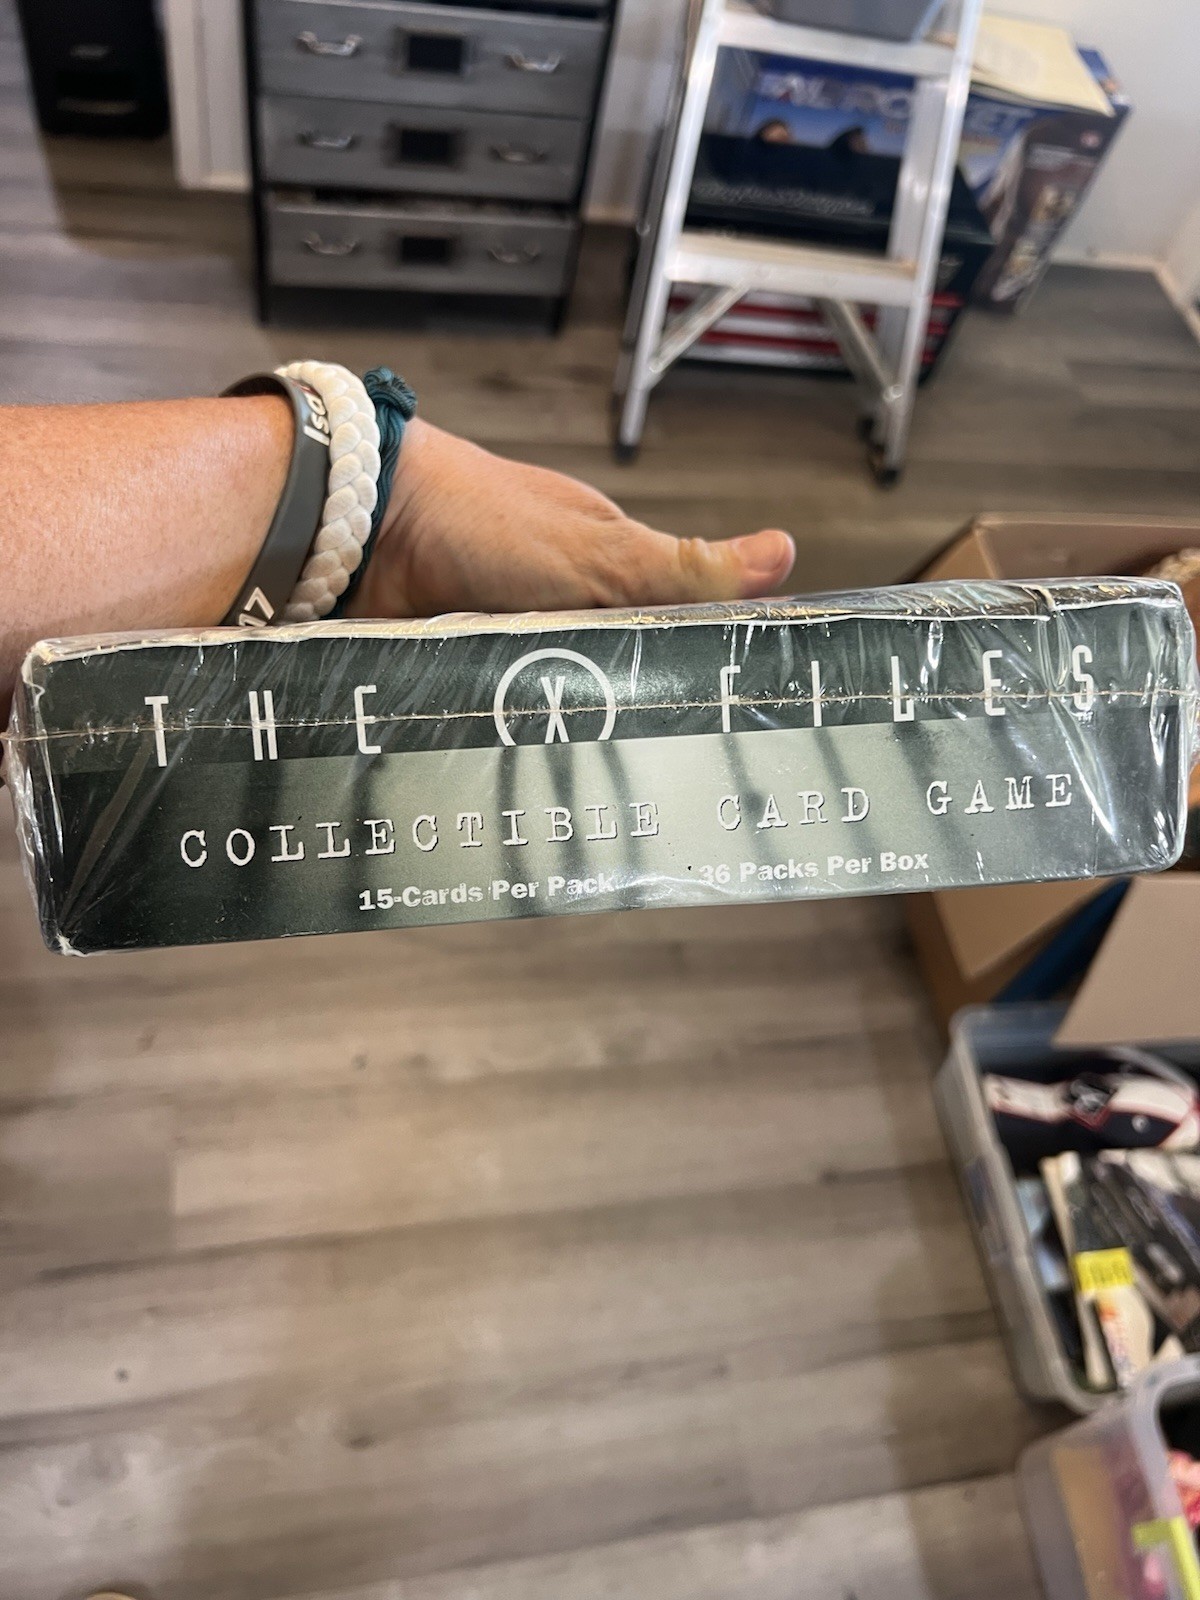 THE X FILES
COLLECTIBLE CARD GAME
15-Cards Per Pack 36 Packs Per Box